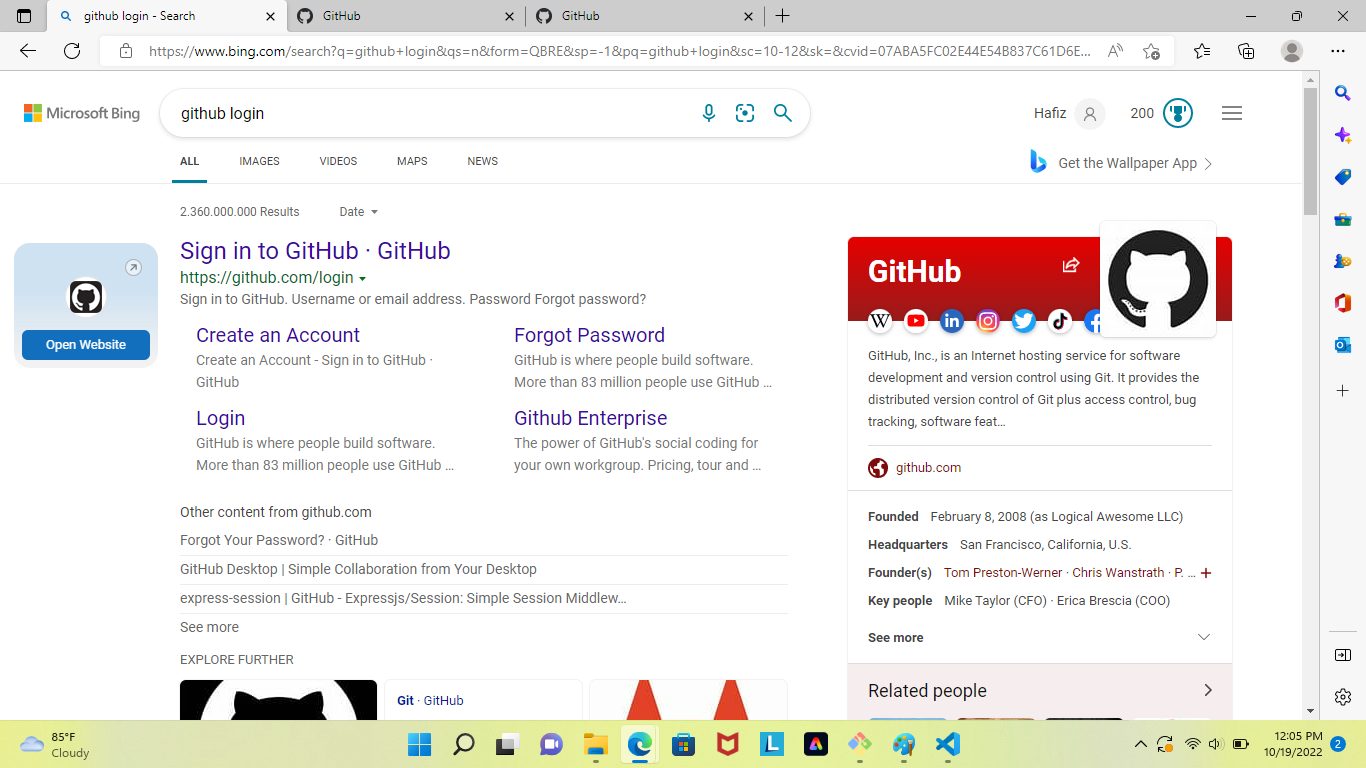 github login - Search
GitHub
GitHub
https://www.bing.com/search?q=github+login&qs=n&form=QBRE&sp=-1&pq=github+login&sc=10-12&sk=&cvid=07ABA5FC02E44E54B837C61D6E...
Microsoft Bing
github login
Hafiz
200
ALL
IMAGES
VIDEOS
MAPS
NEWS
Get the Wallpaper App
2.360.000.000 Results
Date
Open Website
Sign in to GitHub · GitHub
https://github.com/login
Sign in to GitHub. Username or email address. Password Forgot password?
Create an Account
Create an Account - Sign in to GitHub ·
GitHub
Forgot Password
GitHub is where people build software.
More than 83 million people use GitHub ...
Login
GitHub is where people build software.
More than 83 million people use GitHub ...
Github Enterprise
The power of GitHub's social coding for
your own workgroup. Pricing, tour and ...
Other content from github.com
Forgot Your Password? · GitHub
GitHub Desktop | Simple Collaboration from Your Desktop
express-session | GitHub - Expressjs/Session: Simple Session Middlew...
See more
EXPLORE FURTHER
Git · GitHub
GitHub
GitHub, Inc., is an Internet hosting service for software
development and version control using Git. It provides the
distributed version control of Git plus access control, bug
tracking, software feat...
github.com
Founded February 8, 2008 (as Logical Awesome LLC)
Headquarters San Francisco, California, U.S.
Founder(s) Tom Preston-Werner · Chris Wanstrath · P. ...
Key people Mike Taylor (CFO) · Erica Brescia (COO)
See more
Related people
85°F
Cloudy
12:05 PM
10/19/2022
2